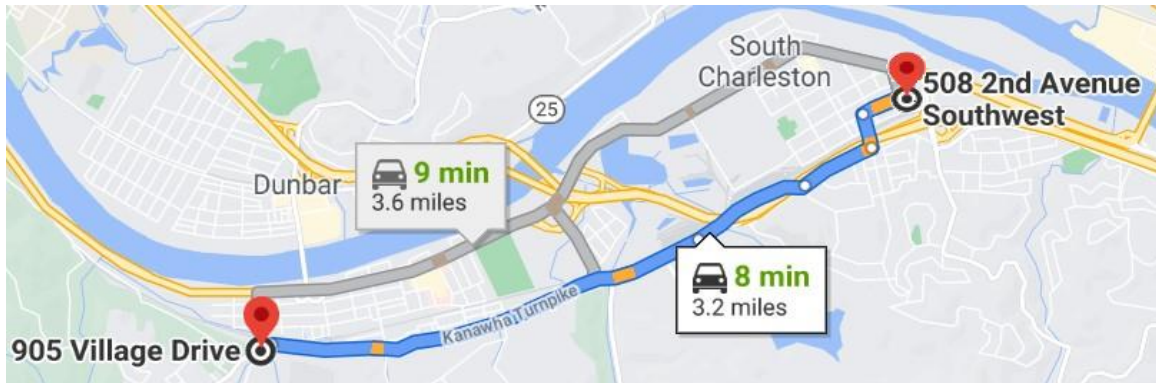 South
Charleston
508 2nd Avenue
Southwest
25
9 min
3.6 miles
Dunbar
8 min
3.2 miles
Kanawha Turnpike
905 Village Drive